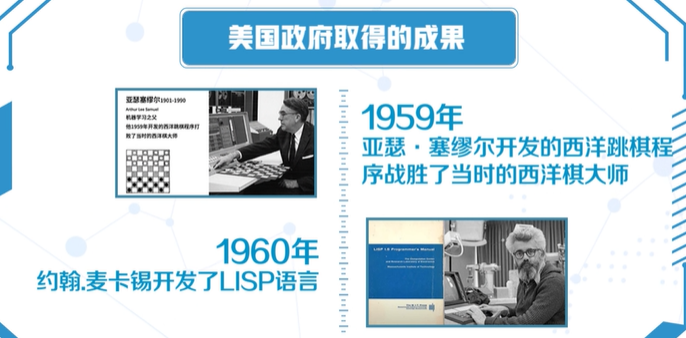 美国政府取得的成果
亚瑟塞缪尔1901-1990
Arthur Lee Samuel
机器学习之父
他1959年开发的西洋跳棋程序打
败了当时的西洋跳棋大师
1959年
亚瑟·塞缪尔开发的西洋跳棋程
序战胜了当时的西洋棋大师
1960年
约翰.麦卡锡开发了LISP语言
LISP 1.5 Programmer's Manual